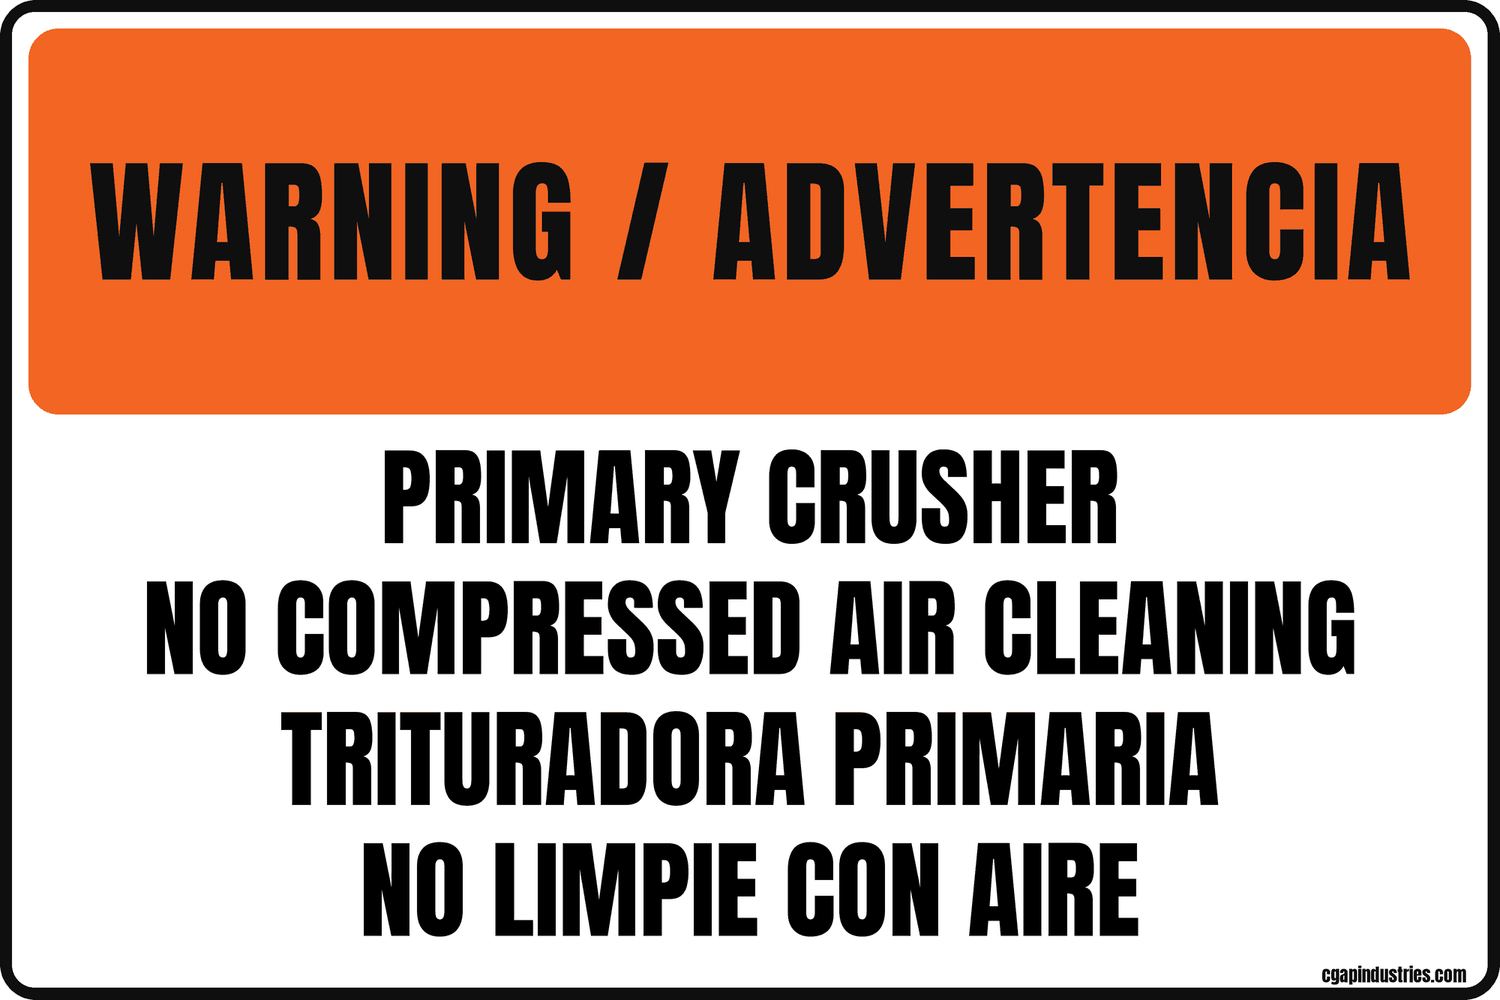 WARNING / ADVERTENCIA
PRIMARY CRUSHER
NO COMPRESSED AIR CLEANING
TRITURADORA PRIMARIA
NO LIMPIE CON AIRE
cgapindustries.com